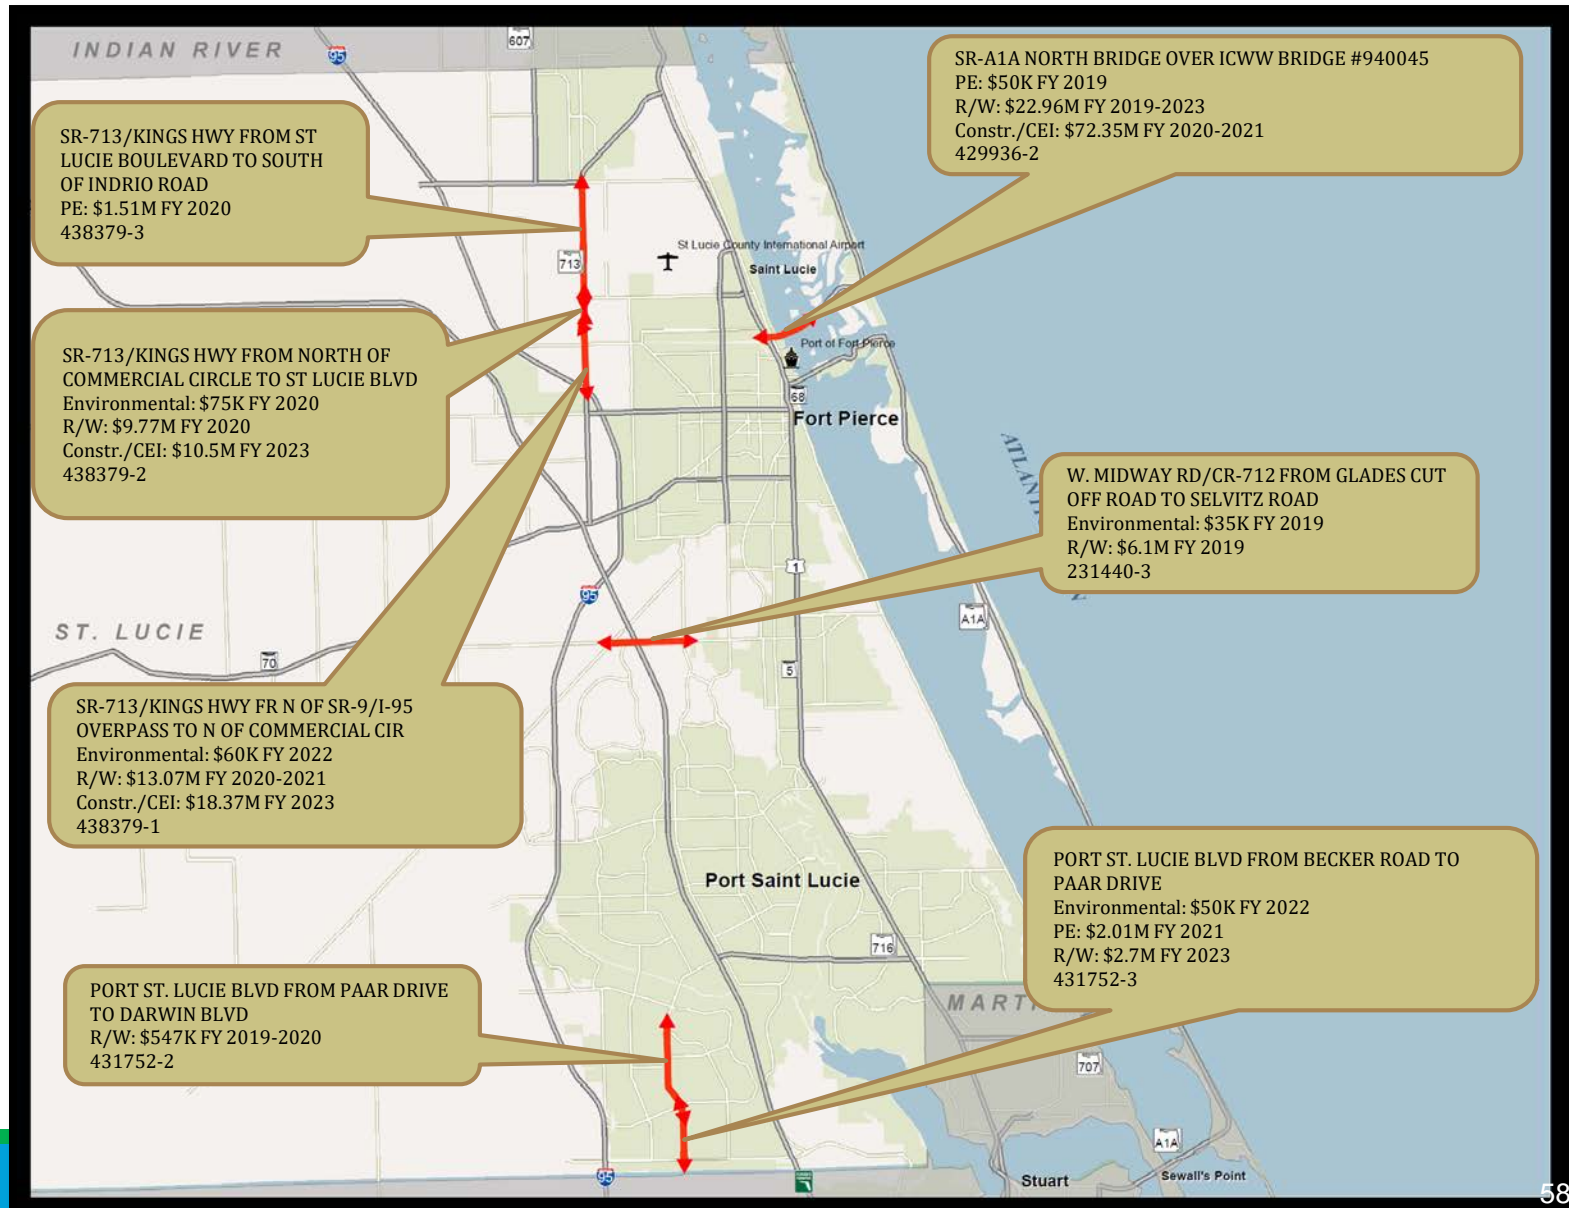 INDIAN RIVER
95
607
SR-A1A NORTH BRIDGE OVER ICWW BRIDGE #940045
PE: $50K FY 2019
R/W: $22.96M FY 2019-2023
Constr./CEI: $72.35M FY 2020-2021
429936-2
SR-713/KINGS HWY FROM ST
LUCIE BOULEVARD TO SOUTH
OF INDRIO ROAD
PE: $1.51M FY 2020
438379-3
713
St Lucie County International Airport
Saint Lucie
Port of Fort Pierce
68
Fort Pierce
SR-713/KINGS HWY FROM NORTH OF
COMMERCIAL CIRCLE TO ST LUCIE BLVD
Environmental: $75K FY 2020
R/W: $9.77M FY 2020
Constr./CEI: $10.5M FY 2023
438379-2
W. MIDWAY RD/CR-712 FROM GLADES CUT
OFF ROAD TO SELVITZ ROAD
Environmental: $35K FY 2019
R/W: $6.1M FY 2019
231440-3
1
95
A1A
ST. LUCIE
70
5
SR-713/KINGS HWY FR N OF SR-9/I-95
OVERPASS TO N OF COMMERCIAL CIR
Environmental: $60K FY 2022
R/W: $13.07M FY 2020-2021
Constr./CEI: $18.37M FY 2023
438379-1
Port Saint Lucie
716
PORT ST. LUCIE BLVD FROM BECKER ROAD TO
PAAR DRIVE
Environmental: $50K FY 2022
PE: $2.01M FY 2021
R/W: $2.7M FY 2023
431752-3
PORT ST. LUCIE BLVD FROM PAAR DRIVE
TO DARWIN BLVD
R/W: $547K FY 2019-2020
431752-2
707
A1A
95
Stuart
Sewall's Point
58